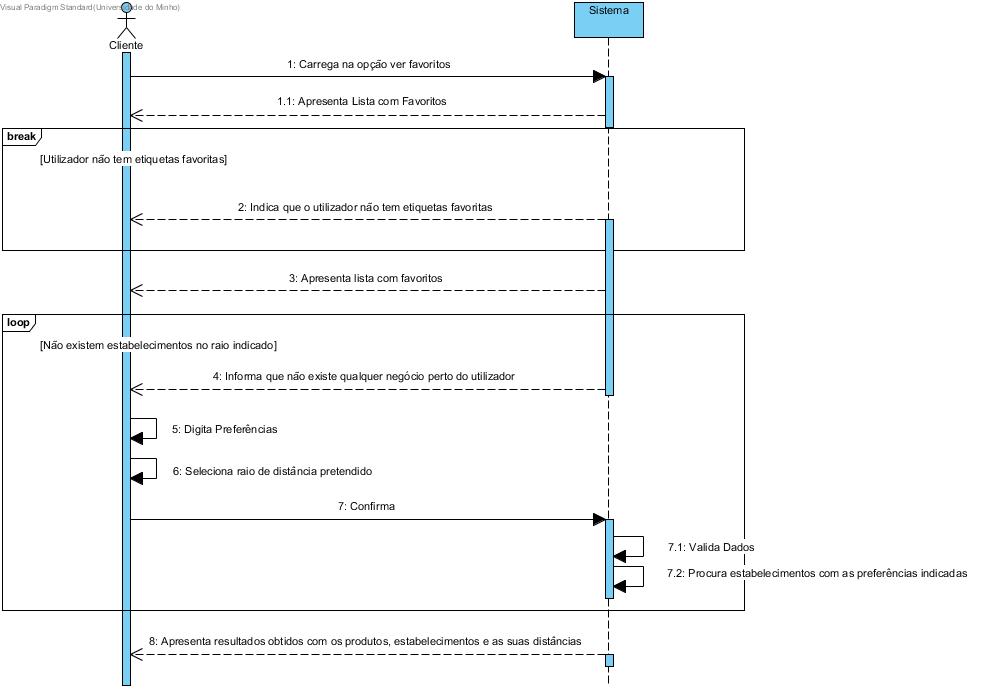 Visual Paradigm Standard(Universidade do Minho)
Sistema
Cliente
1: Carrega na opção ver favoritos
1.1: Apresenta Lista com Favoritos
break
[Utilizador não tem etiquetas favoritas]
2: Indica que o utilizador não tem etiquetas favoritas
3: Apresenta lista com favoritos
loop
[Não existem estabelecimentos no raio indicado]
4: Informa que não existe qualquer negócio perto do utilizador
5: Digita Preferências
6: Seleciona raio de distância pretendido
7: Confirma
7.1: Valida Dados
7.2: Procura estabelecimentos com as preferências indicadas
8: Apresenta resultados obtidos com os produtos, estabelecimentos e as suas distâncias